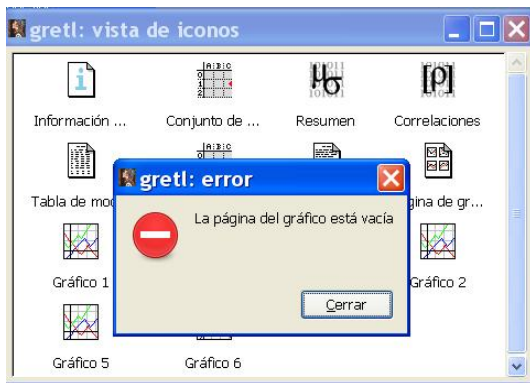 gretl: vista de iconos
Información ...
Conjunto de ...
Resumen
Correlaciones
Tabla de mod
gina de gr...
gretl: error
La página del gráfico está vacía
Cerrar
Gráfico 1
Gráfico 2
Gráfico 5
Gráfico 6